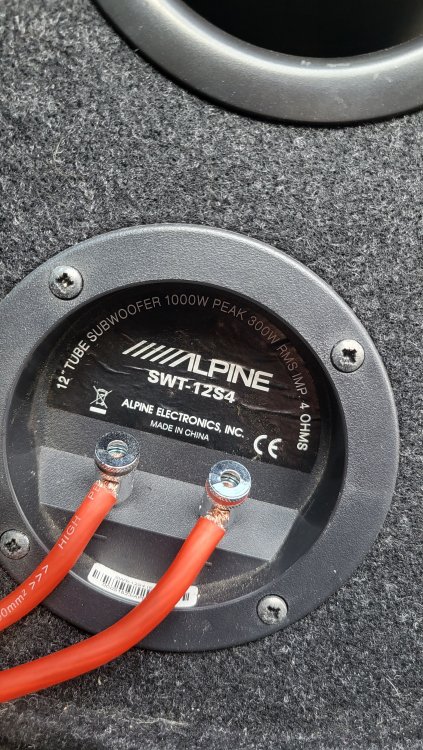 12" TUBE SUBWOOFER 1000W PEAK 300W RMS IMP. 4 OHMS
ALPINE
SWT-12S4
ALPINE ELECTRONICS, INC.
MADE IN CHINA
CE
HIGH
0mm² >>>